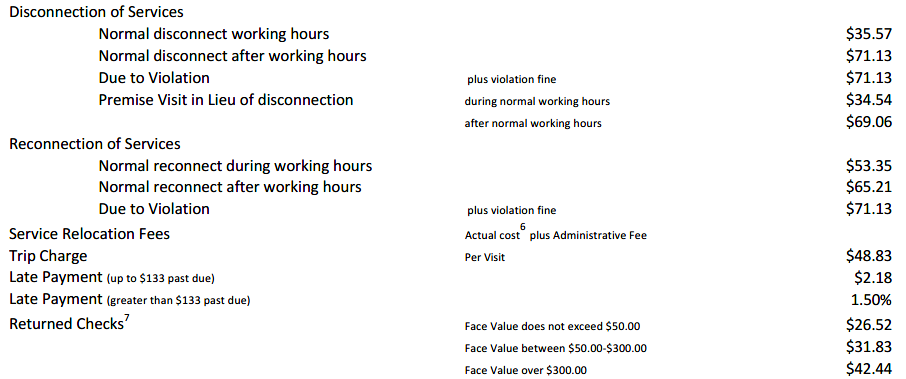 Disconnection of Services
Normal disconnect working hours $35.57
Normal disconnect after working hours $71.13
Due to Violation plus violation fine $71.13
Premise Visit in Lieu of disconnection during normal working hours $34.54
after normal working hours $69.06
Reconnection of Services
Normal reconnect during working hours $53.35
Normal reconnect after working hours $65.21
Due to Violation plus violation fine $71.13
Service Relocation Fees Actual cost⁶ plus Administrative Fee
Trip Charge Per Visit $48.83
Late Payment (up to $133 past due) $2.18
Late Payment (greater than $133 past due) 1.50%
Returned Checks⁷ Face Value does not exceed $50.00 $26.52
Face Value between $50.00-$300.00 $31.83
Face Value over $300.00 $42.44